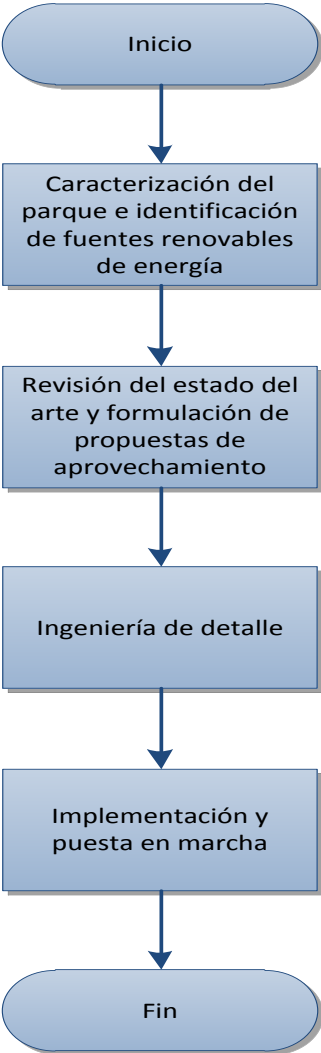 Inicio
Caracterización del
parque e identificación
de fuentes renovables
de energía
Revisión del estado del
arte y formulación de
propuestas de
aprovechamiento
Ingeniería de detalle
Implementación y
puesta en marcha
Fin